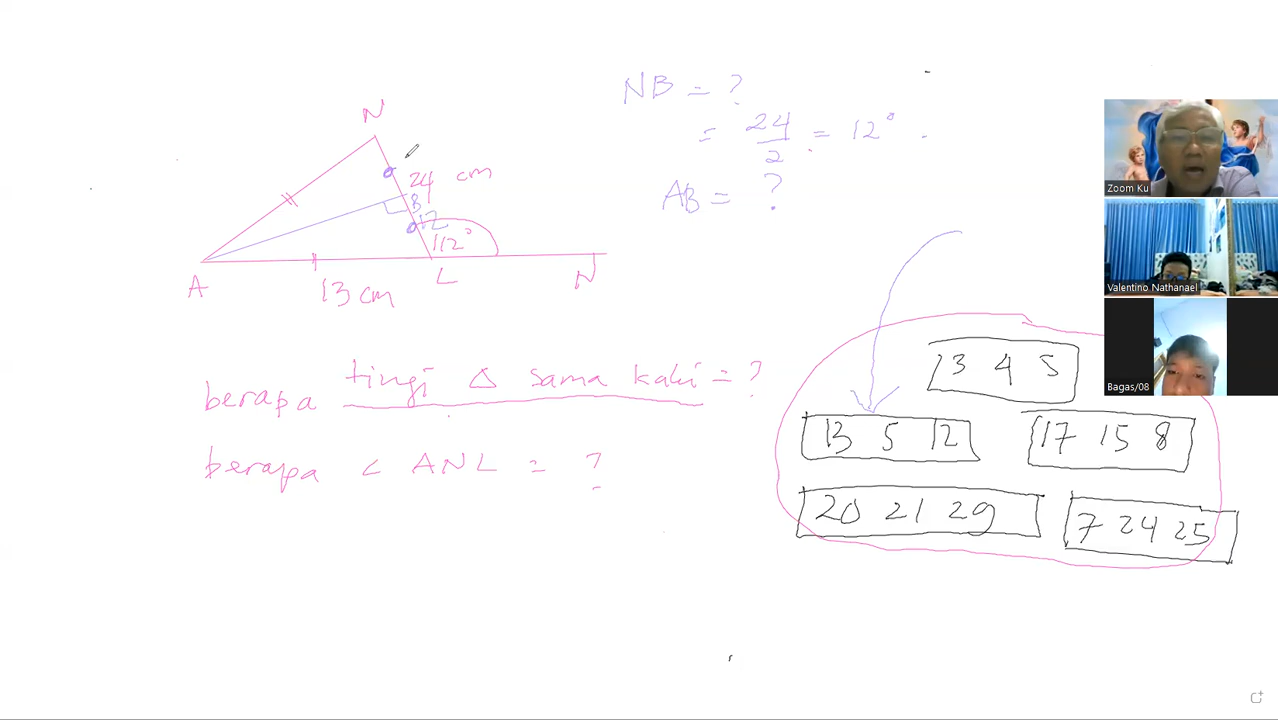 N
24 cm
B
12
112°
A
L
N
13 cm
NB = ?
= 24/2 = 12°
AB = ?
berapa tingi Δ sama kaki = ?
berapa < ANL = ?
3 4 5
13 5 12
17 15 8
20 21 29
7 24 25
Zoom Ku
Valentino Nathanael
Bagas/08